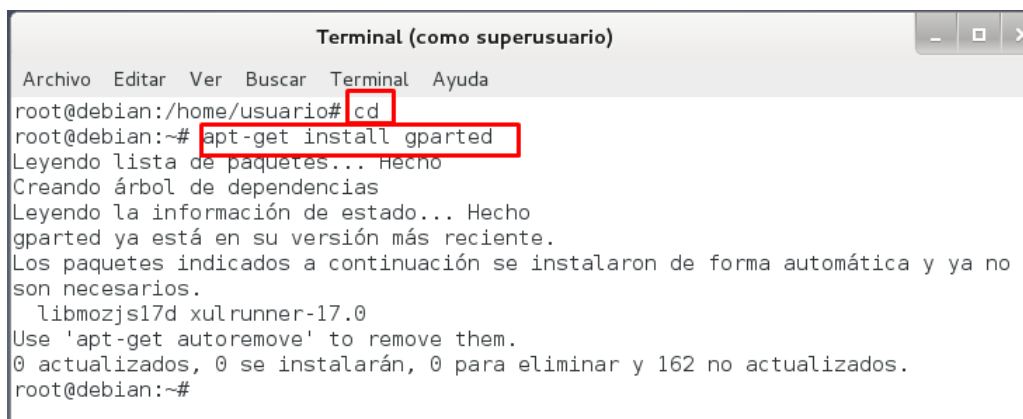 Terminal (como superusuario)
Archivo Editar Ver Buscar Terminal Ayuda
root@debian:/home/usuario# cd
root@debian:~# apt-get install gparted
Leyendo lista de paquetes... Hecho
Creando árbol de dependencias
Leyendo la información de estado... Hecho
gparted ya está en su versión más reciente.
Los paquetes indicados a continuación se instalaron de forma automática y ya no
son necesarios.
  libmozjs17d xulrunner-17.0
Use 'apt-get autoremove' to remove them.
0 actualizados, 0 se instalarán, 0 para eliminar y 162 no actualizados.
root@debian:~#